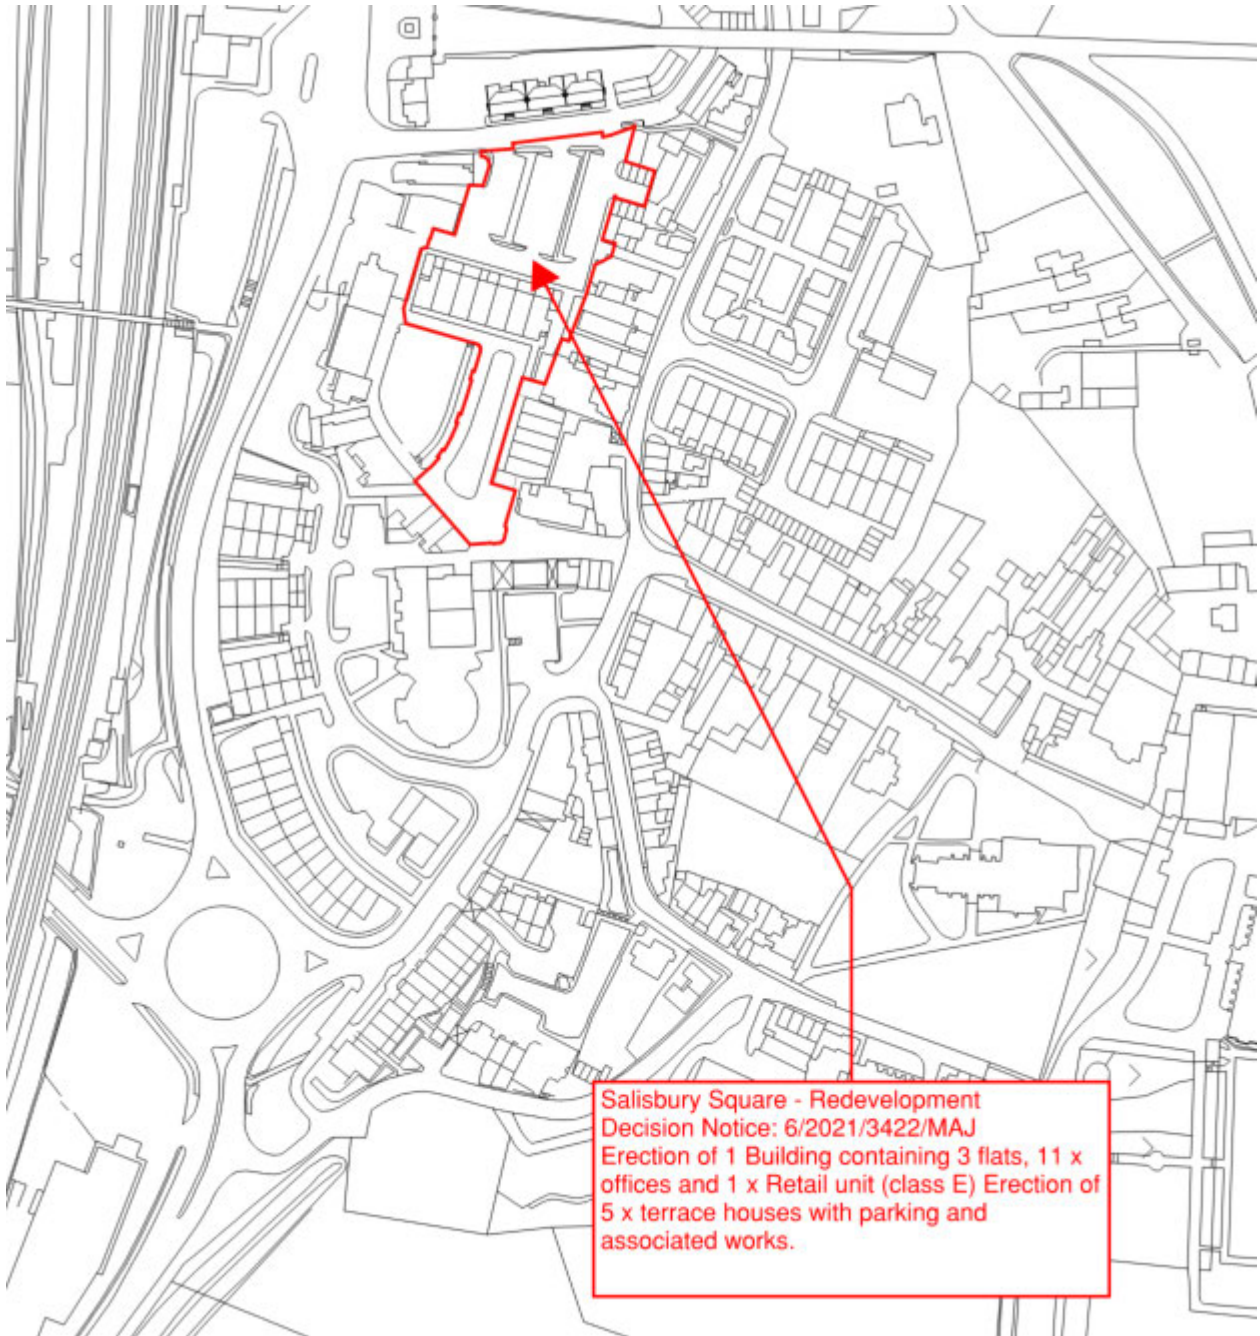 Salisbury Square - Redevelopment
Decision Notice: 6/2021/3422/MAJ
Erection of 1 Building containing 3 flats, 11 x
offices and 1 x Retail unit (class E) Erection of
5 x terrace houses with parking and
associated works.